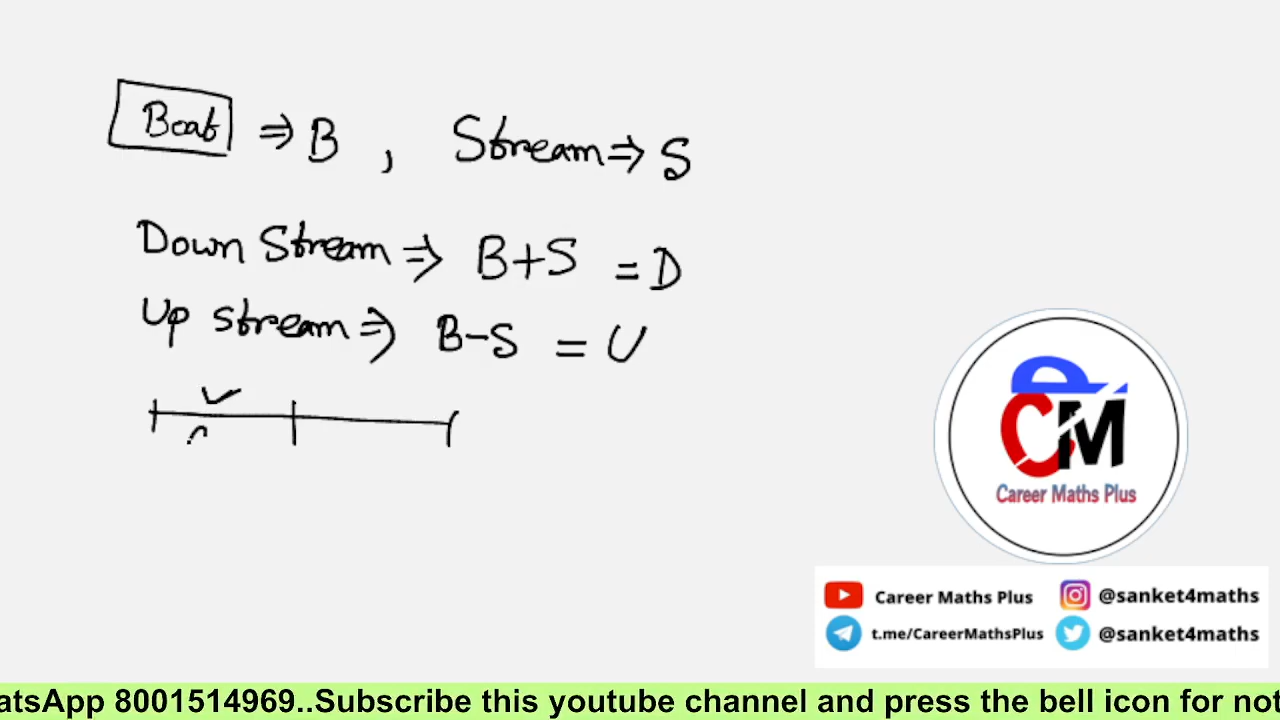 Boat ⇒ B , Stream ⇒ S
Down Stream ⇒ B+S = D
Up stream ⇒ B-S = U
CM
Career Maths Plus
Career Maths Plus @sanket4maths
t.me/CareerMathsPlus @sanket4maths
atsApp 8001514969..Subscribe this youtube channel and press the bell icon for not